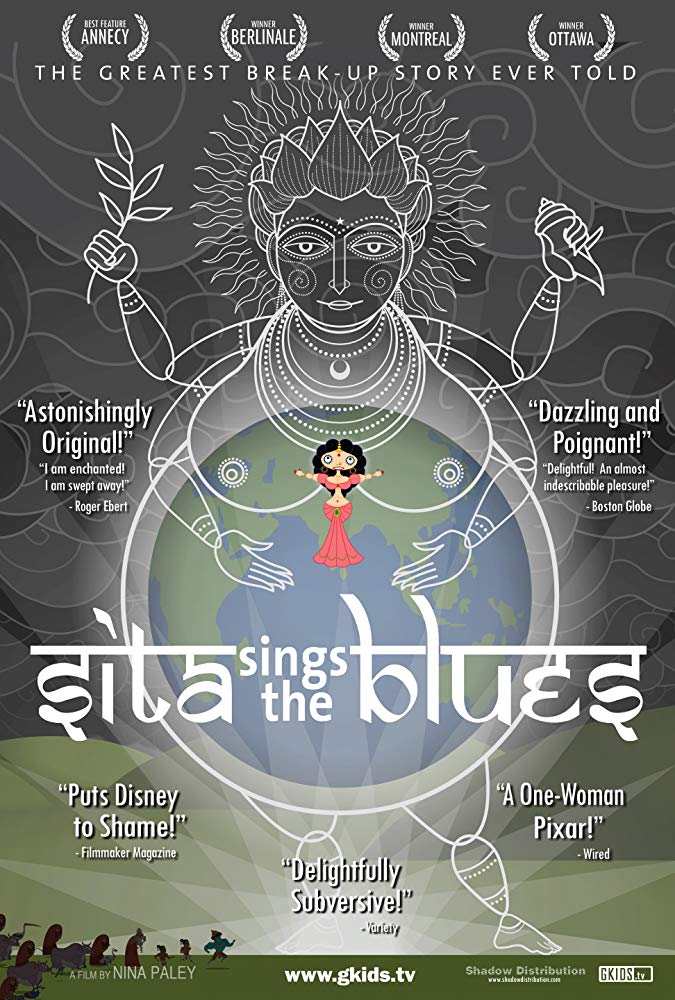 BEST FEATURE
ANNECY
WINNER
BERLINALE
WINNER
MONTREAL
WINNER
OTTAWA
THE GREATEST BREAK-UP STORY EVER TOLD
“Astonishingly
Original!”
“I am enchanted!
I am swept away!”
- Roger Ebert
“Dazzling and
Poignant!”
“Delightful! An almost
indescribable pleasure!”
- Boston Globe
sita sings the blues
“Puts Disney
to Shame!”
- Filmmaker Magazine
“A One-Woman
Pixar!”
- Wired
“Delightfully
Subversive!”
- Variety
A FILM BY NINA PALEY
www.gkids.tv
Shadow Distribution
www.shadowdistribution.com
GKIDS.tv